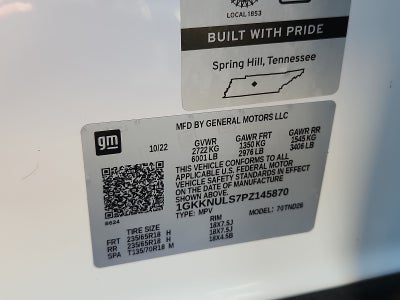 LOCAL 1853
BUILT WITH PRIDE
Spring Hill, Tennessee
gm
MFD BY GENERAL MOTORS LLC
10/22 GVWR GAWR FRT GAWR RR
2722 KG 1350 KG 1545 KG
6001 LB 2976 LB 3406 LB
THIS VEHICLE CONFORMS TO ALL
APPLICABLE U.S. FEDERAL MOTOR
VEHICLE SAFETY STANDARDS IN EFFECT
ON THE DATE OF MANUFACTURE
SHOWN ABOVE.
1GKKNULS7PZ145870
TYPE: MPV MODEL: 70TND26
8624
TIRE SIZE RIM
FRT 235/65R18 H 18X7.5J
RR 235/65R18 H 18X7.5J
SPA T135/70R18 M 18X4.5B